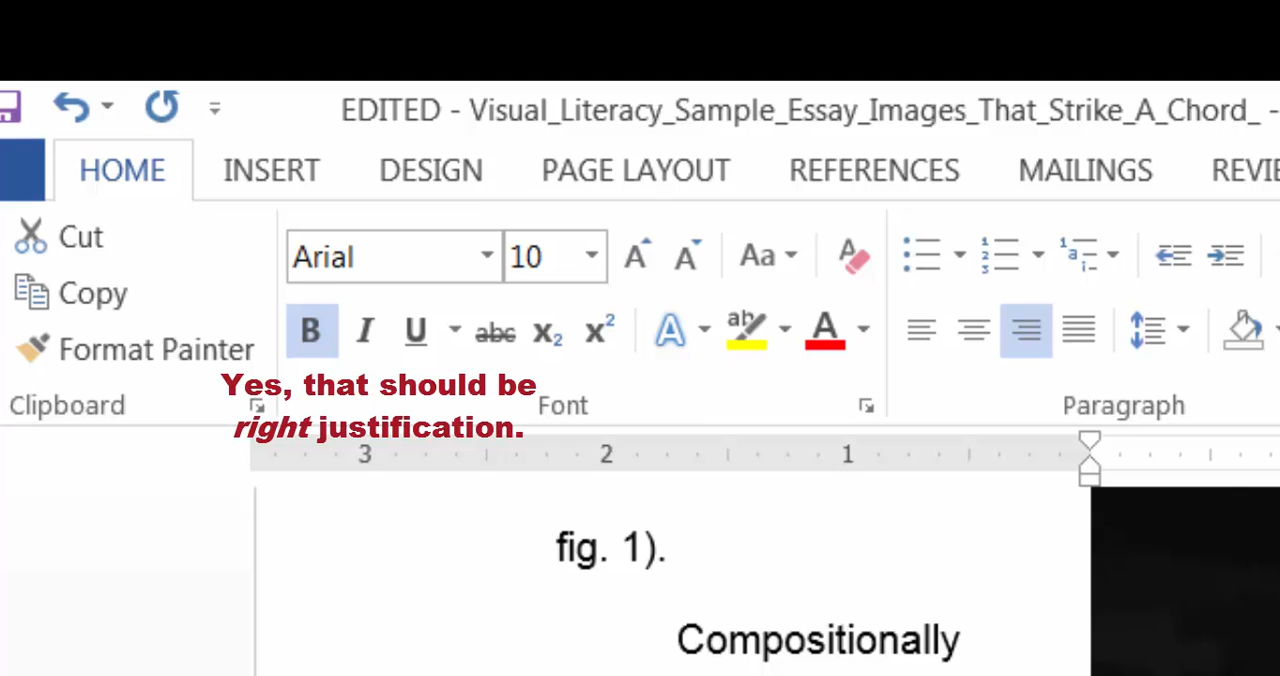 EDITED - Visual_Literacy_Sample_Essay_Images_That_Strike_A_Chord_ -
HOME INSERT DESIGN PAGE LAYOUT REFERENCES MAILINGS REVIE
Cut
Arial 10 A A Aa A
Copy
B I U abc X2 X2 A ab A
Format Painter
Yes, that should be
Clipboard Font Paragraph
right justification.
3 2 1
fig. 1).
Compositionally